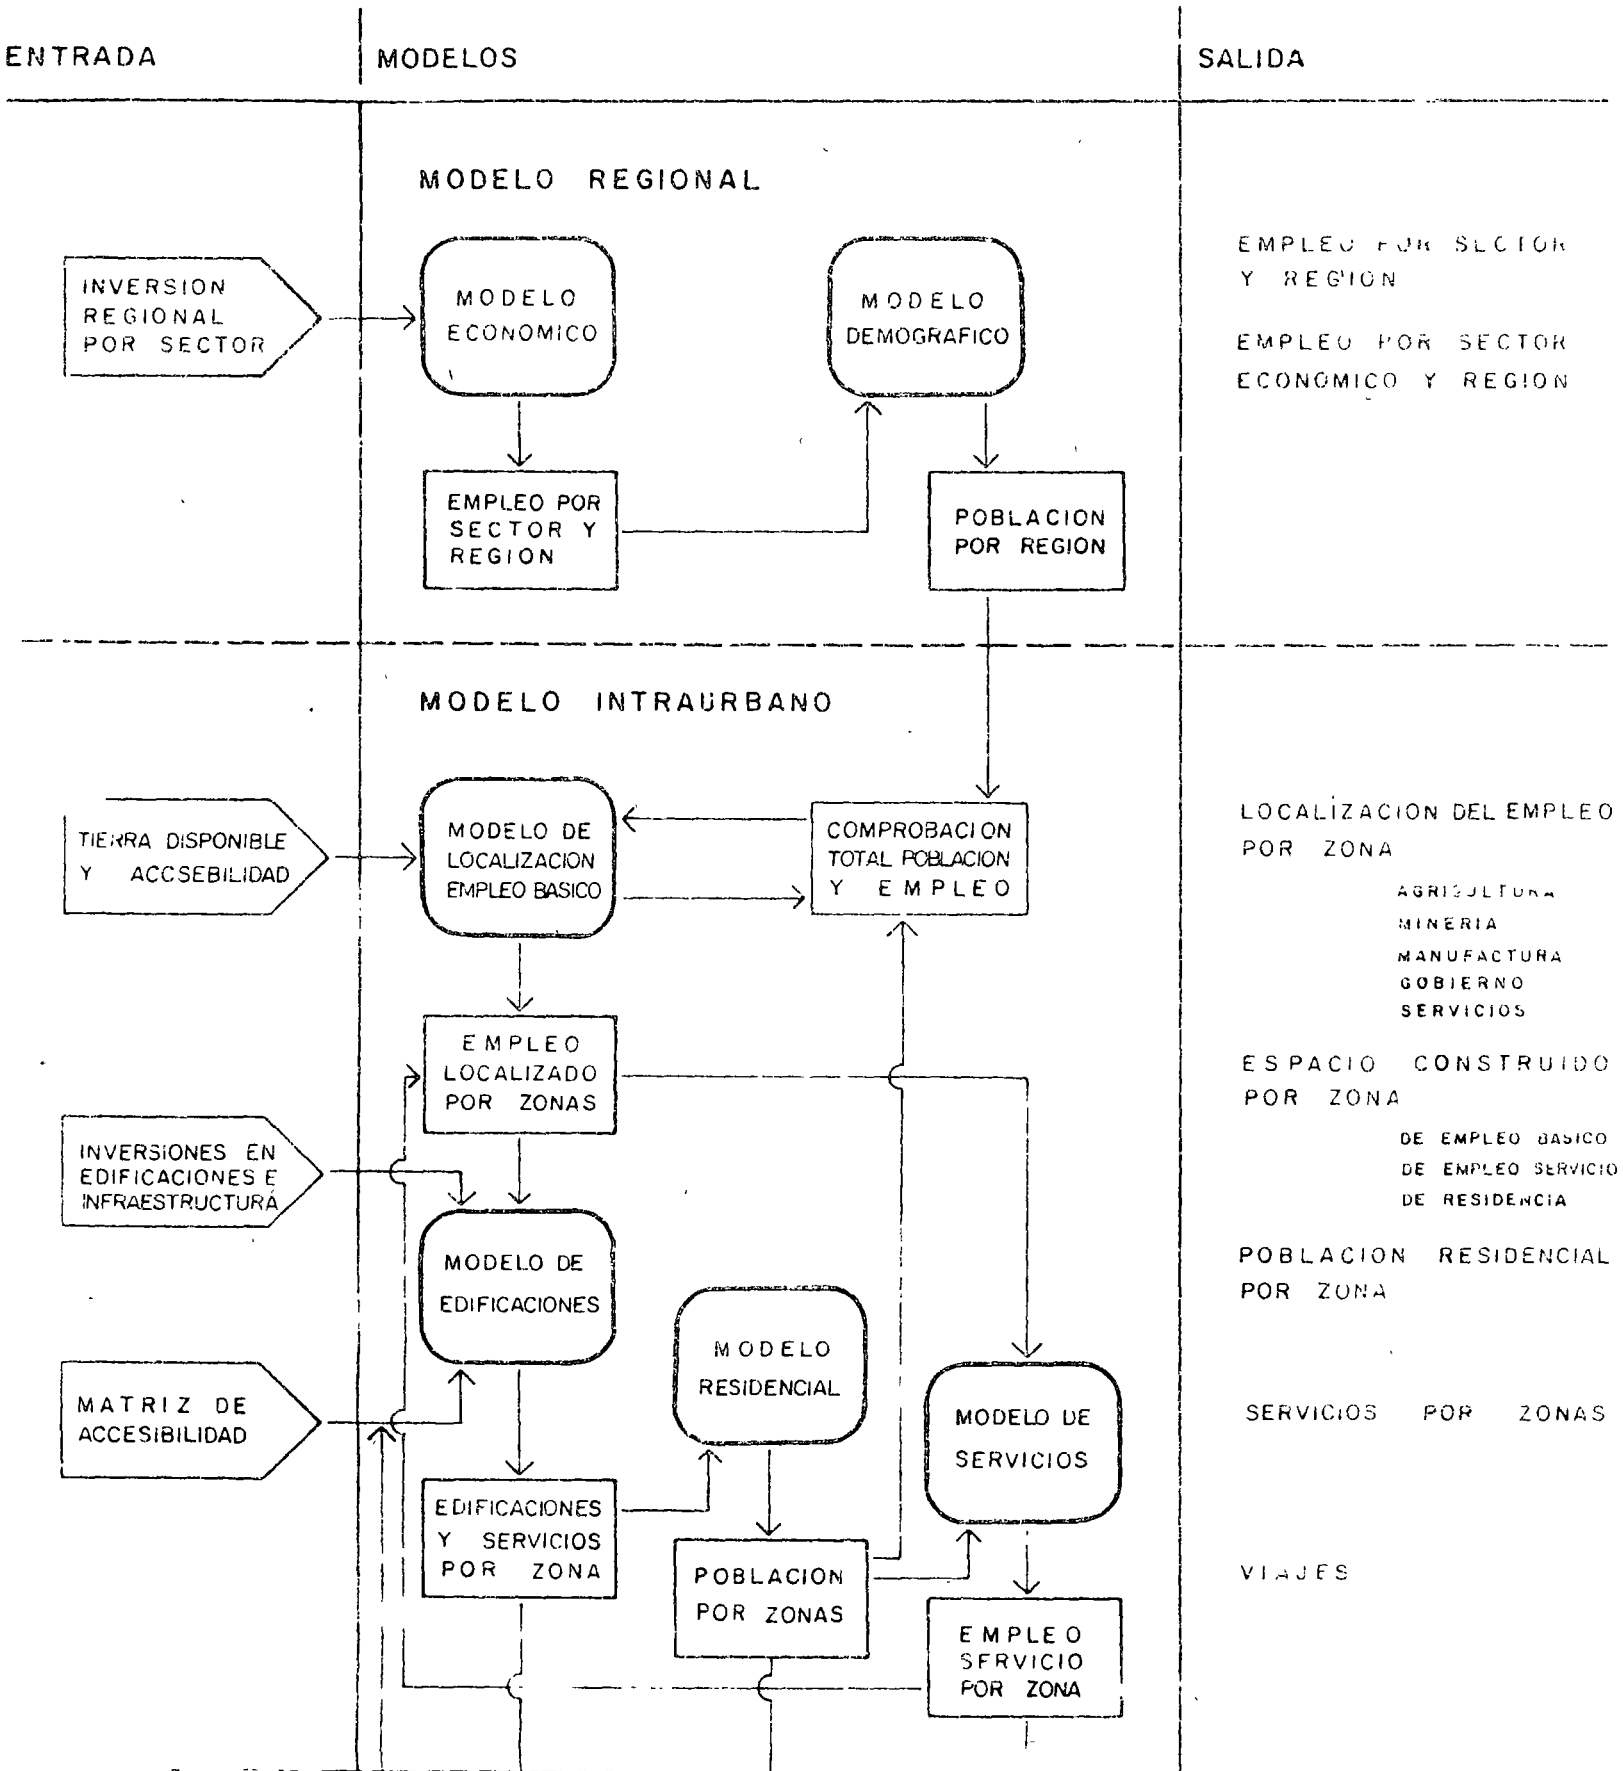 ENTRADA
MODELOS
SALIDA
MODELO REGIONAL
INVERSION
REGIONAL
POR SECTOR
MODELO
ECONOMICO
MODELO
DEMOGRAFICO
EMPLEO POR SECTOR
Y REGION
EMPLEO POR SECTOR
ECONOMICO Y REGION
EMPLEO POR
SECTOR Y
REGION
POBLACION
POR REGION
MODELO INTRAURBANO
TIERRA DISPONIBLE
Y ACCSEBILIDAD
MODELO DE
LOCALIZACION
EMPLEO BASICO
COMPROBACION
TOTAL POBLACION
Y EMPLEO
LOCALIZACION DEL EMPLEO
POR ZONA
AGRICULTURA
MINERIA
MANUFACTURA
GOBIERNO
SERVICIOS
EMPLEO
LOCALIZADO
POR ZONAS
ESPACIO CONSTRUIDO
POR ZONA
DE EMPLEO BASICO
DE EMPLEO SERVICIO
DE RESIDENCIA
INVERSIONES EN
EDIFICACIONES E
INFRAESTRUCTURA
MODELO DE
EDIFICACIONES
POBLACION RESIDENCIAL
POR ZONA
MODELO
RESIDENCIAL
MATRIZ DE
ACCESIBILIDAD
MODELO DE
SERVICIOS
SERVICIOS POR ZONAS
EDIFICACIONES
Y SERVICIOS
POR ZONA
POBLACION
POR ZONAS
VIAJES
EMPLEO
SERVICIO
POR ZONA